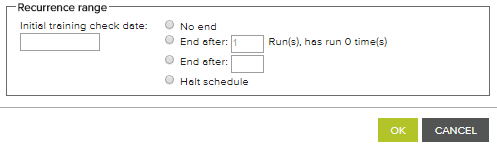 Recurrence range
Initial training check date:
No end
End after: 1 Run(s), has run 0 time(s)
End after:
Halt schedule
OK CANCEL